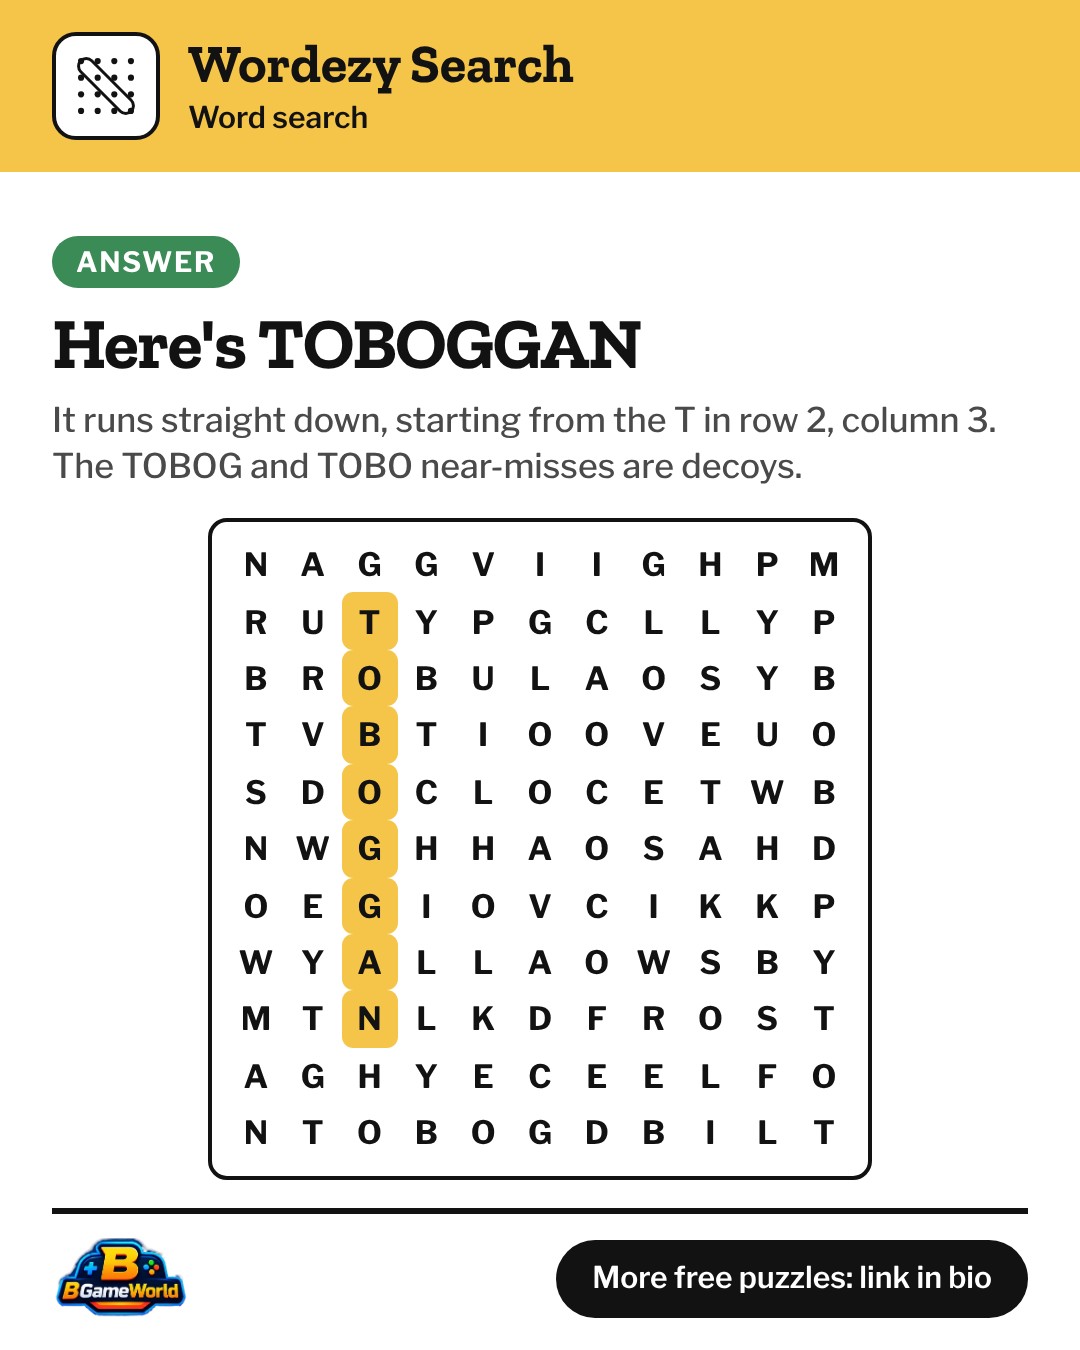 Wordezy Search
Word search
ANSWER
Here's TOBOGGAN
It runs straight down, starting from the T in row 2, column 3.
The TOBOG and TOBO near-misses are decoys.
N A G G V I I G H P M
R U T Y P G C L L Y P
B R O B U L A O S Y B
T V B T I O O V E U O
S D O C L O C E T W B
N W G H H A O S A H D
O E G I O V C I K K P
W Y A L L A O W S B Y
M T N L K D F R O S T
A G H Y E C E E L F O
N T O B O G D B I L T
B
BGameWorld
More free puzzles: link in bio